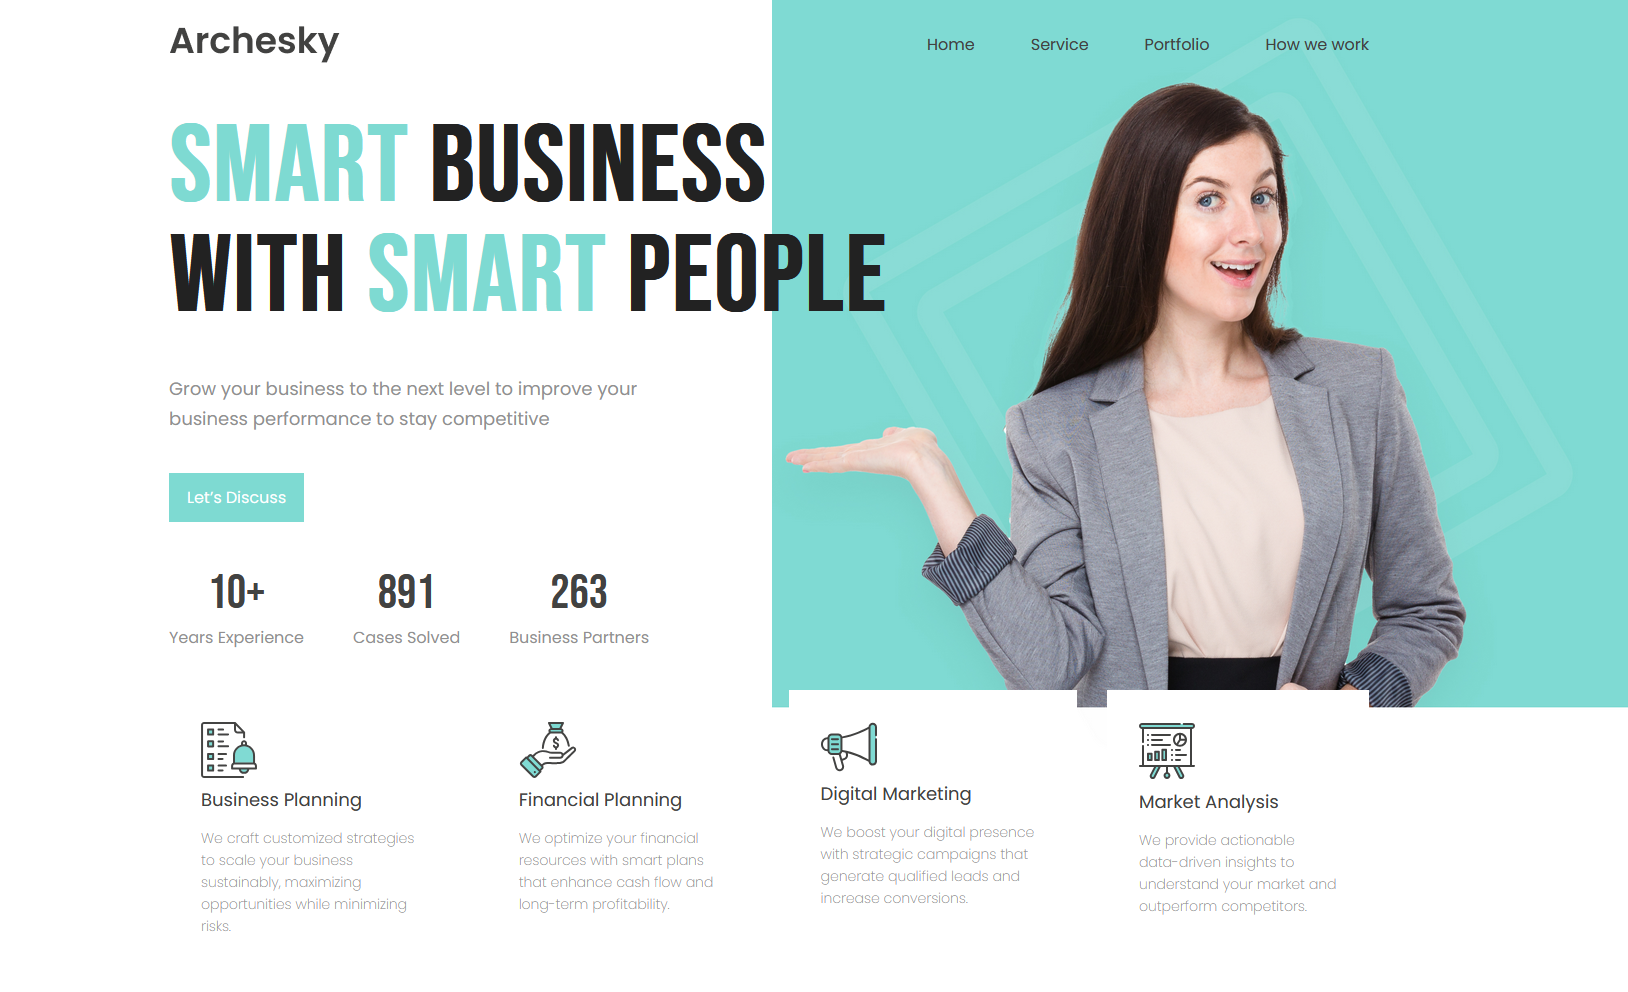 Archesky
Home
Service
Portfolio
How we work
SMART BUSINESS
WITH SMART PEOPLE
Grow your business to the next level to improve your
business performance to stay competitive
Let's Discuss
10+
Years Experience
891
Cases Solved
263
Business Partners
$
Business Planning
We craft customized strategies
to scale your business
sustainably, maximizing
opportunities while minimizing
risks.
Financial Planning
We optimize your financial
resources with smart plans
that enhance cash flow and
long-term profitability.
Digital Marketing
We boost your digital presence
with strategic campaigns that
generate qualified leads and
increase conversions.
Market Analysis
We provide actionable
data-driven insights to
understand your market and
outperform competitors.